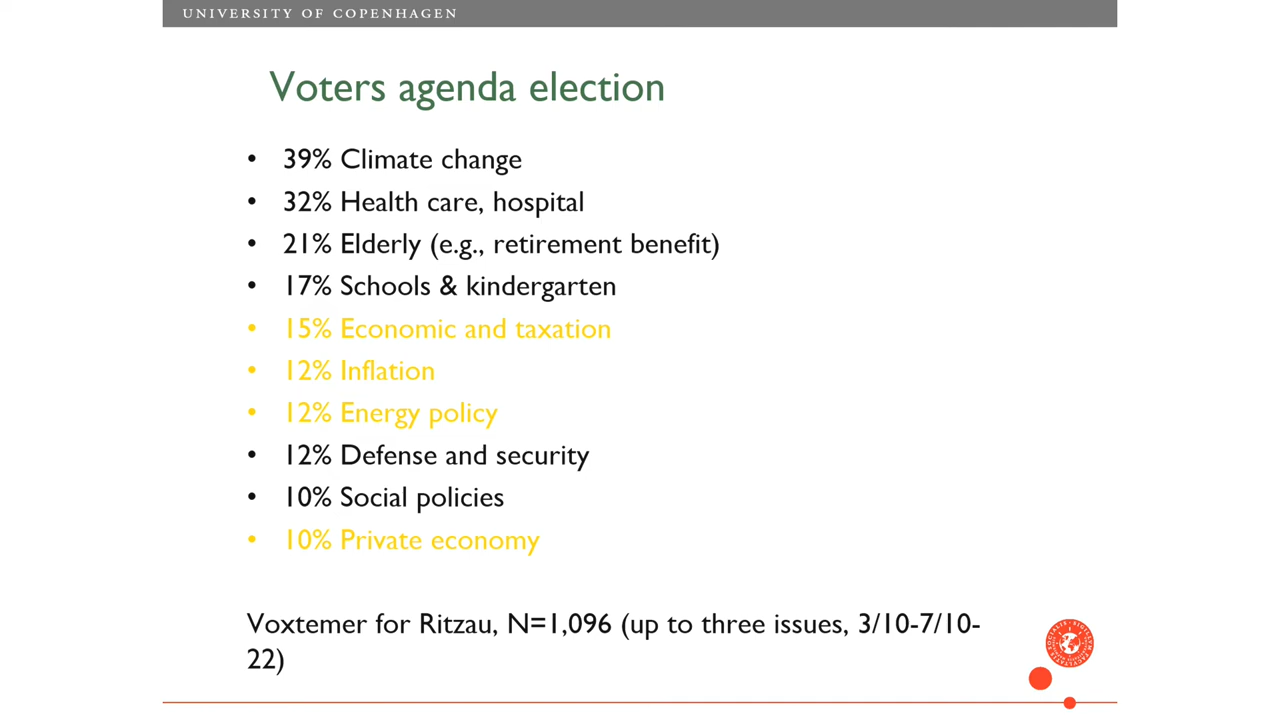 UNIVERSITY OF COPENHAGEN
Voters agenda election
• 39% Climate change
• 32% Health care, hospital
• 21% Elderly (e.g., retirement benefit)
• 17% Schools & kindergarten
• 15% Economic and taxation
• 12% Inflation
• 12% Energy policy
• 12% Defense and security
• 10% Social policies
• 10% Private economy
Voxtemer for Ritzau, N=1,096 (up to three issues, 3/10-7/10-
22)